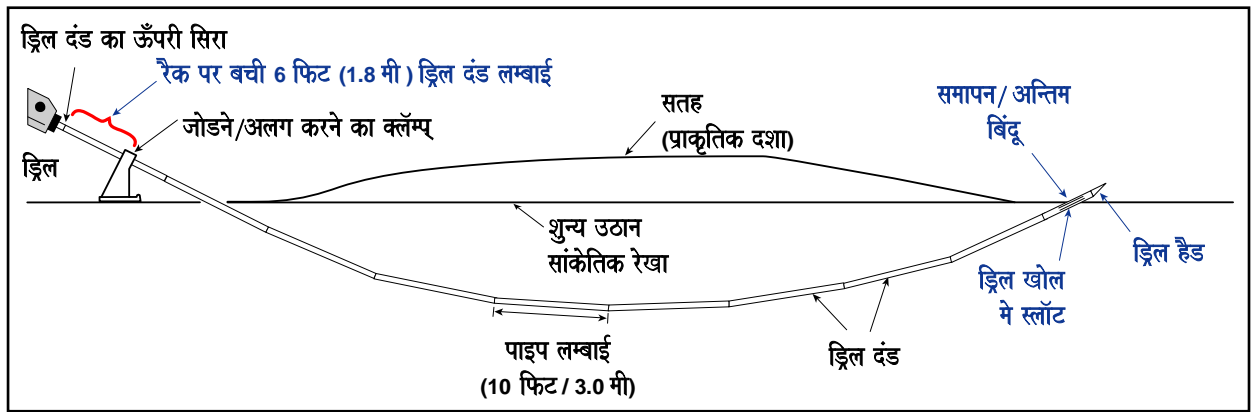 ड्रिल दंड का ऊँपरी सिरा
रैक पर बची 6 फिट (1.8 मी ) ड्रिल दंड लम्बाई
जोडने/अलग करने का क्लॅम्प्
ड्रिल
सतह
(प्राकृतिक दशा)
समापन/ अन्तिम
बिंदू
शुन्य उठान
सांकेतिक रेखा
ड्रिल हैड
ड्रिल खोल
मे स्लॉट
पाइप लम्बाई
(10 फिट / 3.0 मी)
ड्रिल दंड